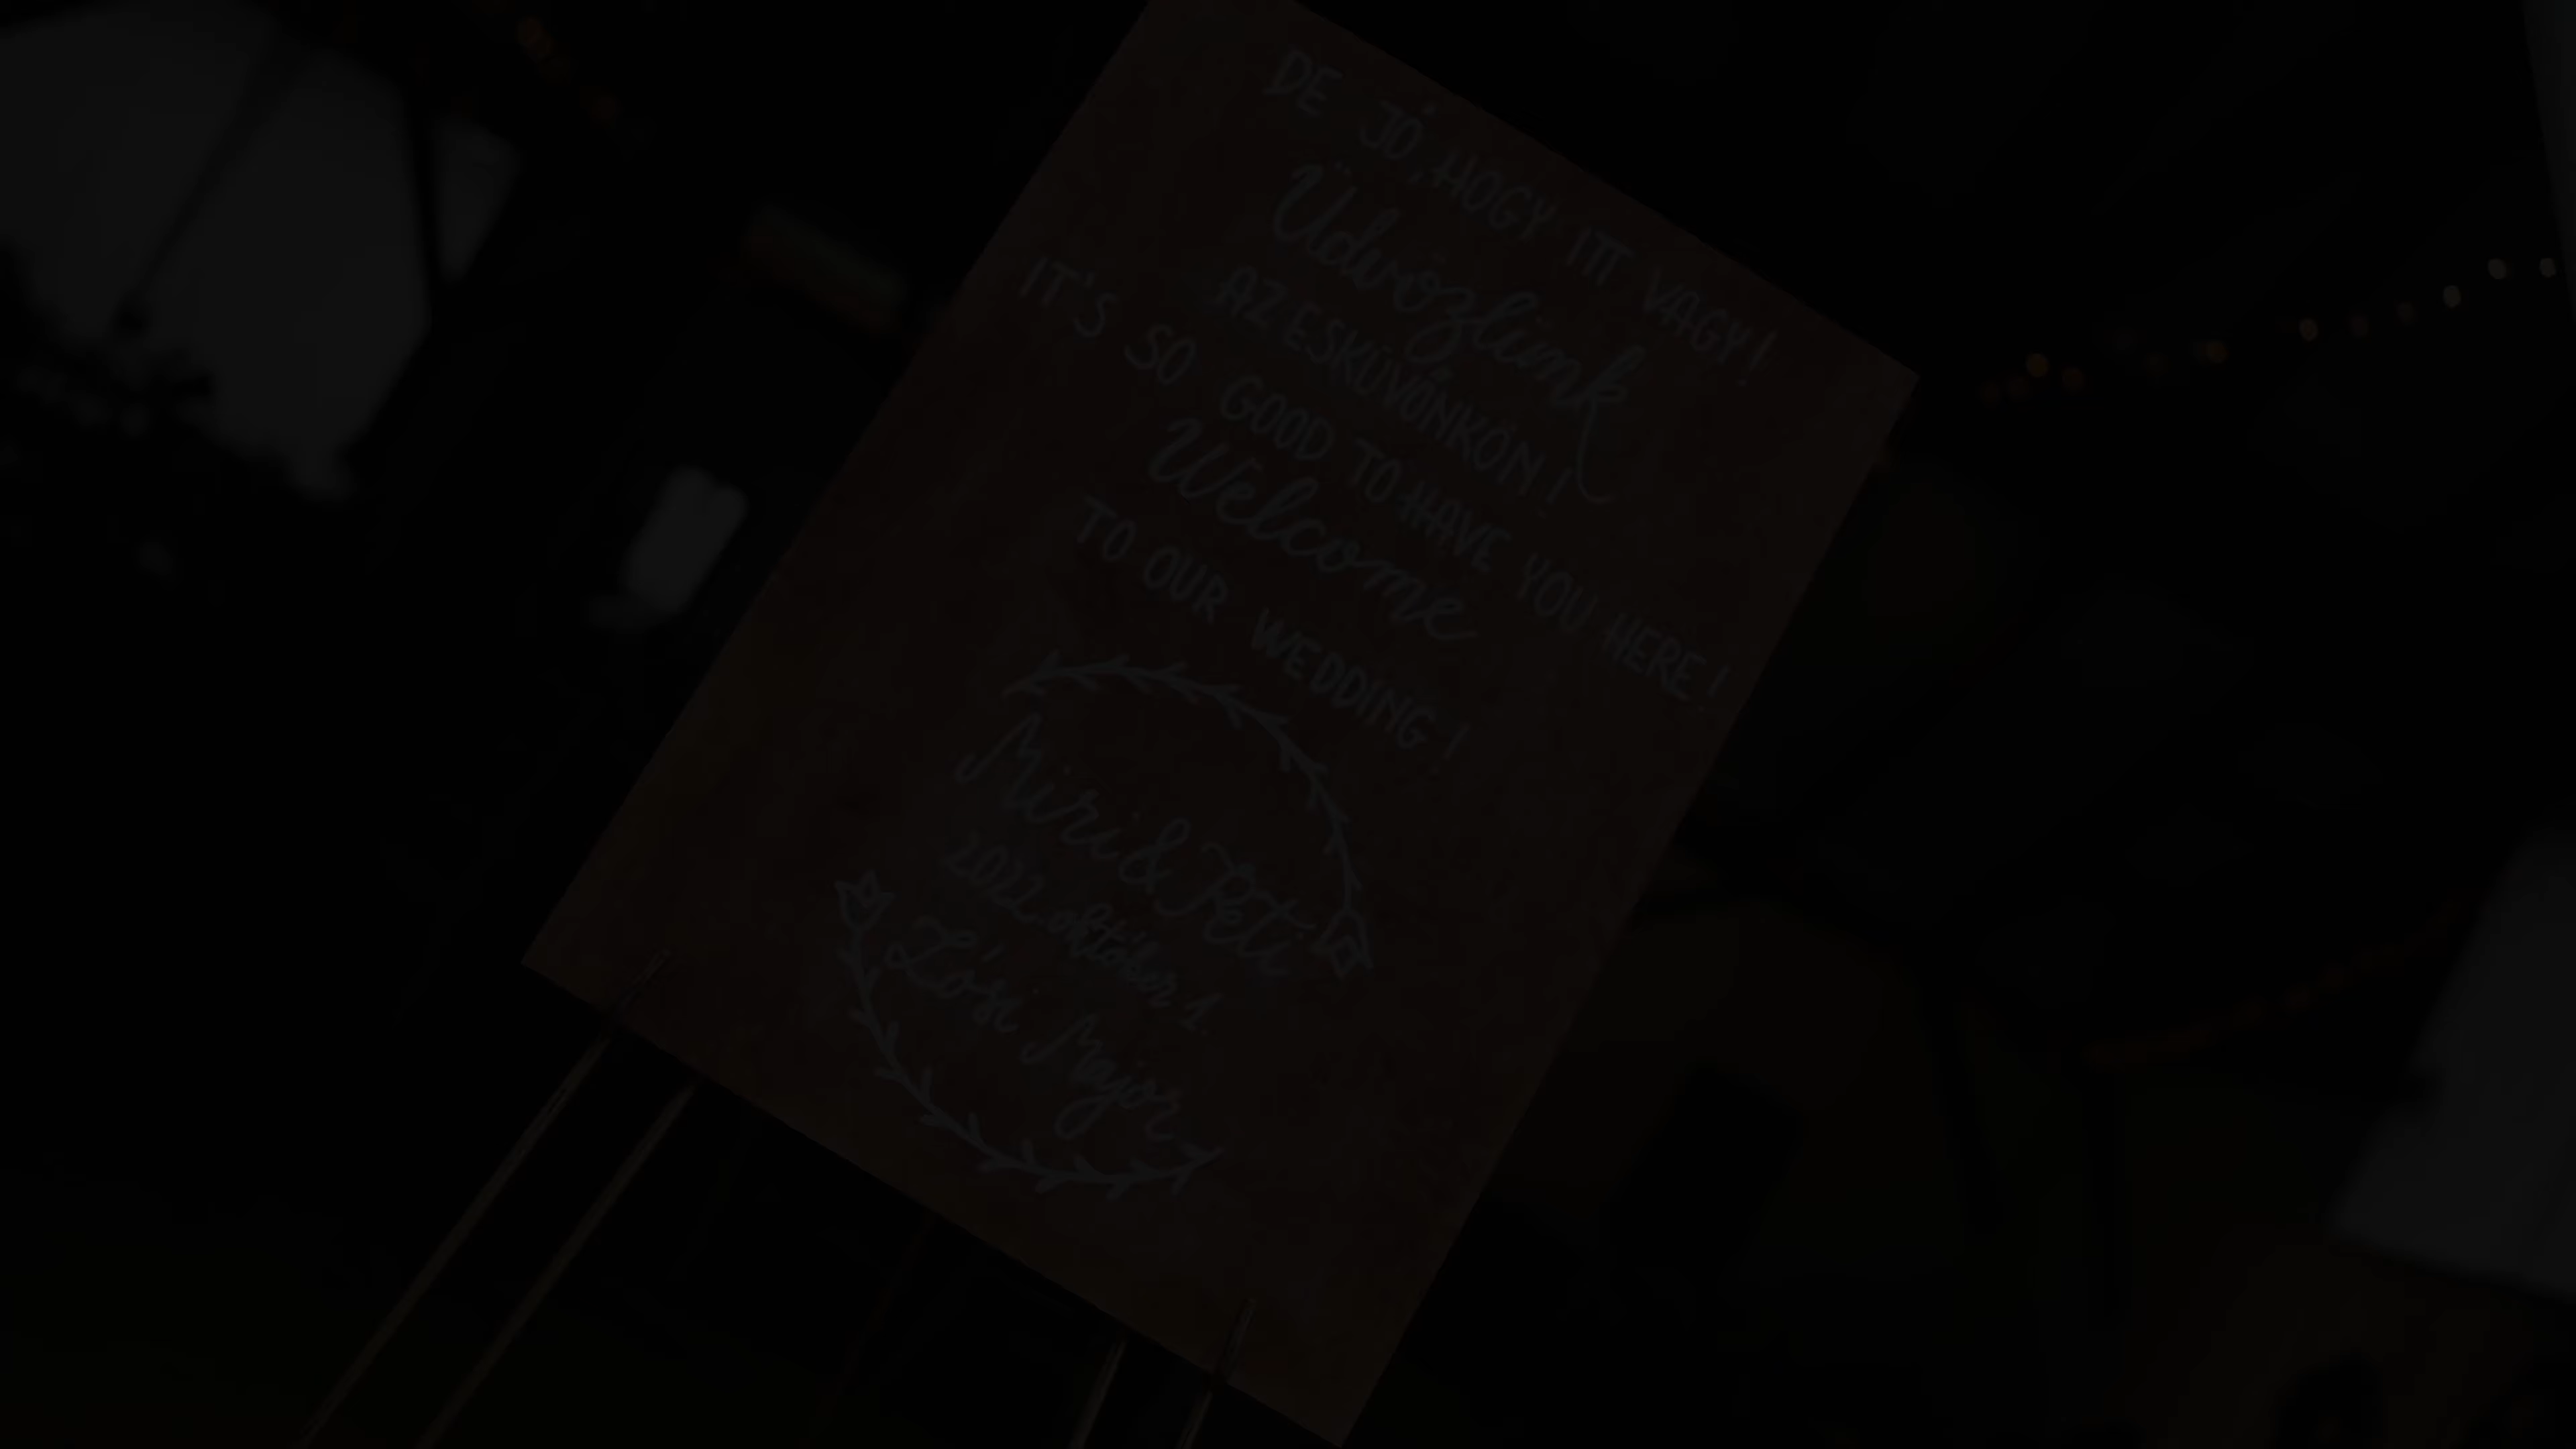 DE JÓ, HOGY ITT VAGY!
Üdvözlünk
AZ ESKÜVŐNKÖN!
IT'S SO GOOD TO HAVE YOU HERE!
Welcome
TO OUR WEDDING!
Miri & Peti
2022 október 1.
Lósi Major